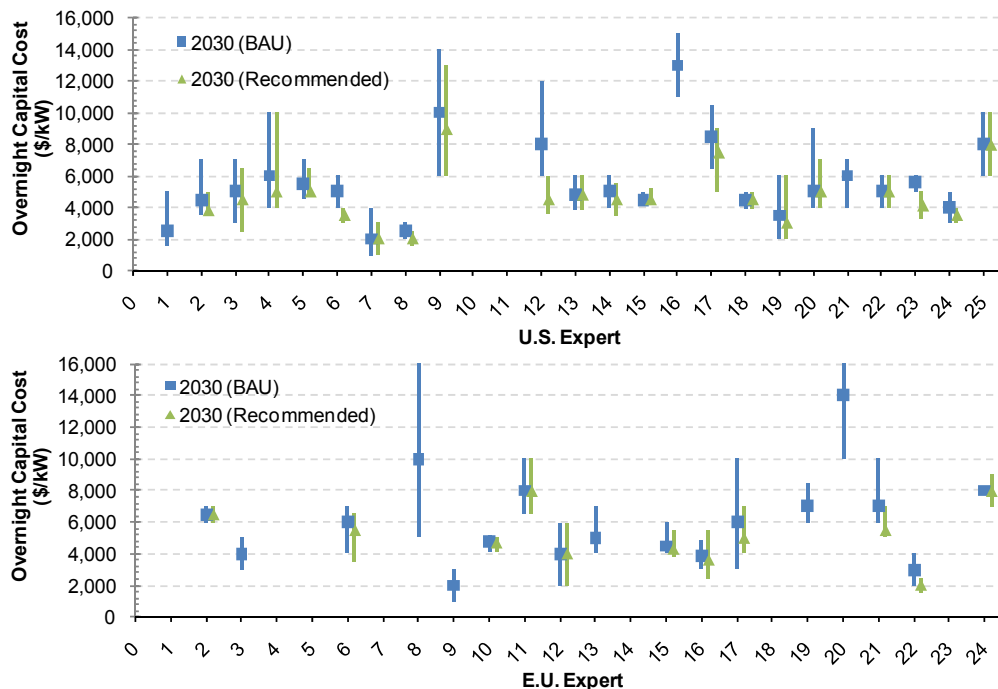 Overnight Capital Cost
($/kW)
16,000
14,000
12,000
10,000
8,000
6,000
4,000
2,000
0
2030 (BAU)
2030 (Recommended)
0 1 2 3 4 5 6 7 8 9 12 13 14 15 16 17 18 19 20 21 22 23 24 25
U.S. Expert
Overnight Capital Cost
($/kW)
16,000
14,000
12,000
10,000
8,000
6,000
4,000
2,000
0
2030 (BAU)
2030 (Recommended)
0 1 2 3 4 5 6 7 8 9 10 11 12 13 14 15 16 17 18 19 20 21 22 24
E.U. Expert